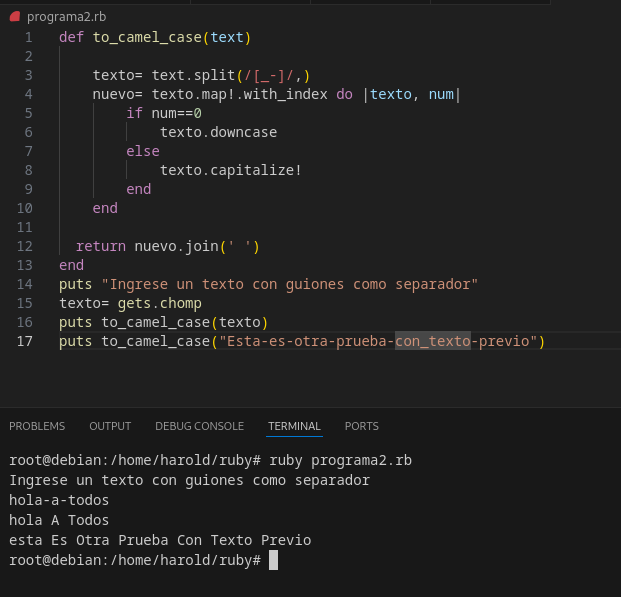 programa2.rb
1 def to_camel_case(text)
2
3 texto= text.split(/[_-]/,)
4 nuevo= texto.map!.with_index do |texto, num|
5 if num==0
6 texto.downcase
7 else
8 texto.capitalize!
9 end
10 end
11
12 return nuevo.join(' ')
13 end
14 puts "Ingrese un texto con guiones como separador"
15 texto= gets.chomp
16 puts to_camel_case(texto)
17 puts to_camel_case("Esta-es-otra-prueba-con_texto-previo")
PROBLEMS OUTPUT DEBUG CONSOLE TERMINAL PORTS
root@debian:/home/harold/ruby# ruby programa2.rb
Ingrese un texto con guiones como separador
hola-a-todos
hola A Todos
esta Es Otra Prueba Con Texto Previo
root@debian:/home/harold/ruby#